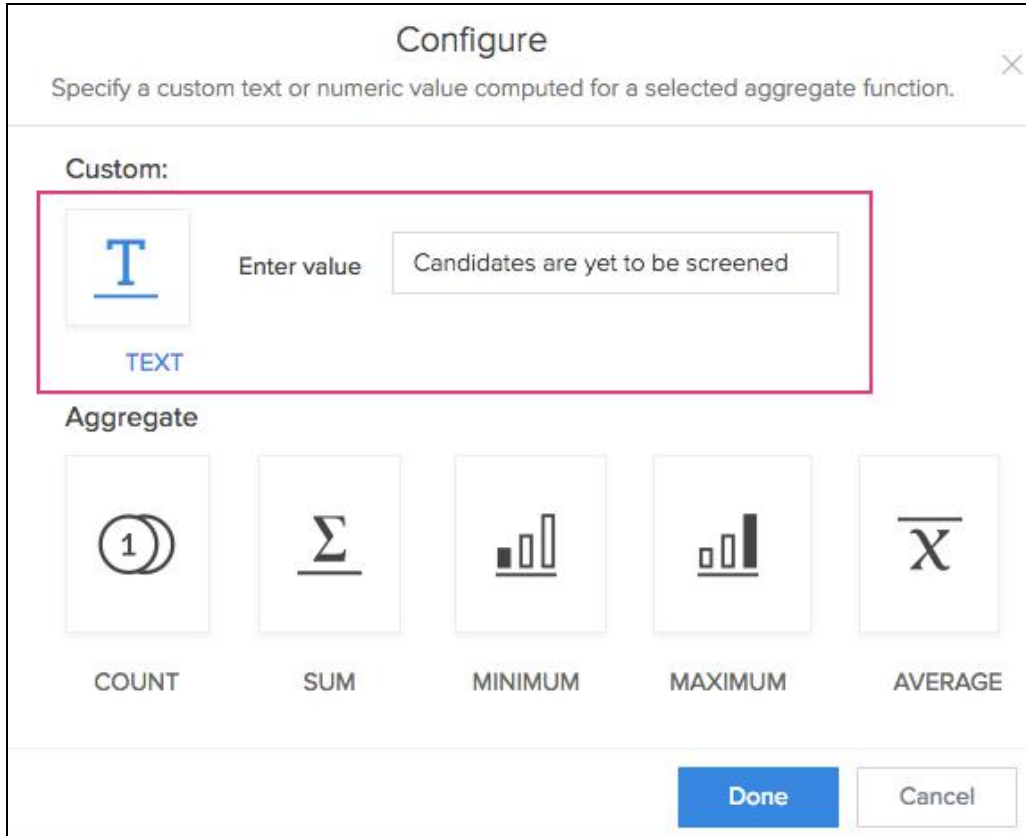 Configure
Specify a custom text or numeric value computed for a selected aggregate function.
Custom:
T
Enter value
Candidates are yet to be screened
TEXT
Aggregate
1
Σ
x
COUNT
SUM
MINIMUM
MAXIMUM
AVERAGE
Done
Cancel